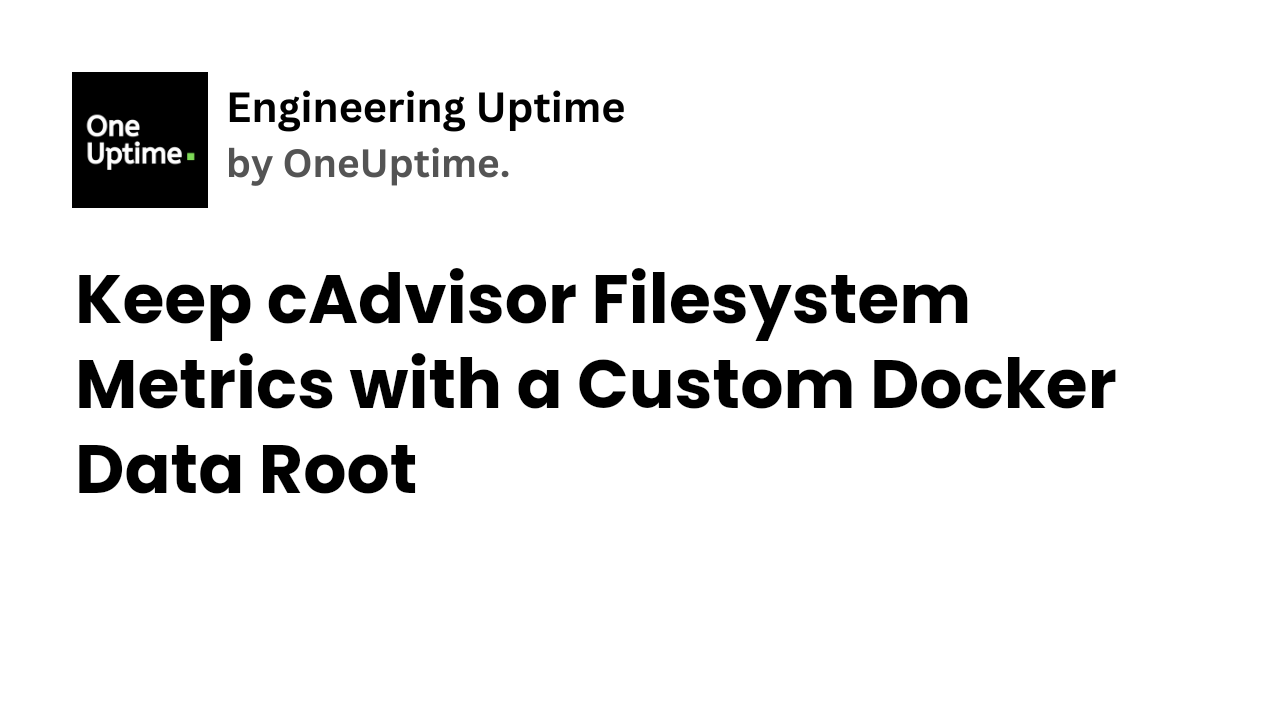 One
Uptime
Engineering Uptime
by OneUptime.
Keep cAdvisor Filesystem
Metrics with a Custom Docker
Data Root